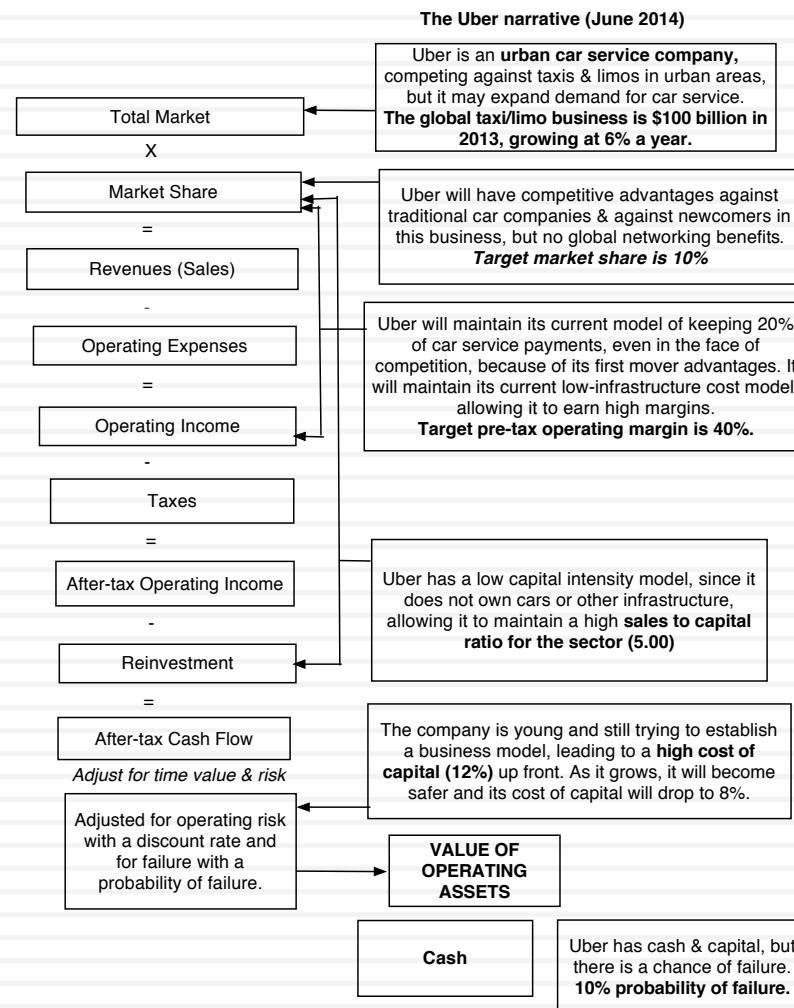 The Uber narrative (June 2014)
Uber is an urban car service company,
competing against taxis & limos in urban areas,
but it may expand demand for car service.
The global taxi/limo business is $100 billion in
2013, growing at 6% a year.
Total Market
X
Market Share
Uber will have competitive advantages against
traditional car companies & against newcomers in
this business, but no global networking benefits.
Target market share is 10%
=
Revenues (Sales)
-
Operating Expenses
Uber will maintain its current model of keeping 20%
of car service payments, even in the face of
competition, because of its first mover advantages. It
will maintain its current low-infrastructure cost model
allowing it to earn high margins.
Target pre-tax operating margin is 40%.
=
Operating Income
-
Taxes
=
After-tax Operating Income
Uber has a low capital intensity model, since it
does not own cars or other infrastructure,
allowing it to maintain a high sales to capital
ratio for the sector (5.00)
-
Reinvestment
=
After-tax Cash Flow
The company is young and still trying to establish
a business model, leading to a high cost of
capital (12%) up front. As it grows, it will become
safer and its cost of capital will drop to 8%.
Adjust for time value & risk
Adjusted for operating risk
with a discount rate and
for failure with a
probability of failure.
VALUE OF
OPERATING
ASSETS
Cash
Uber has cash & capital, but
there is a chance of failure.
10% probability of failure.